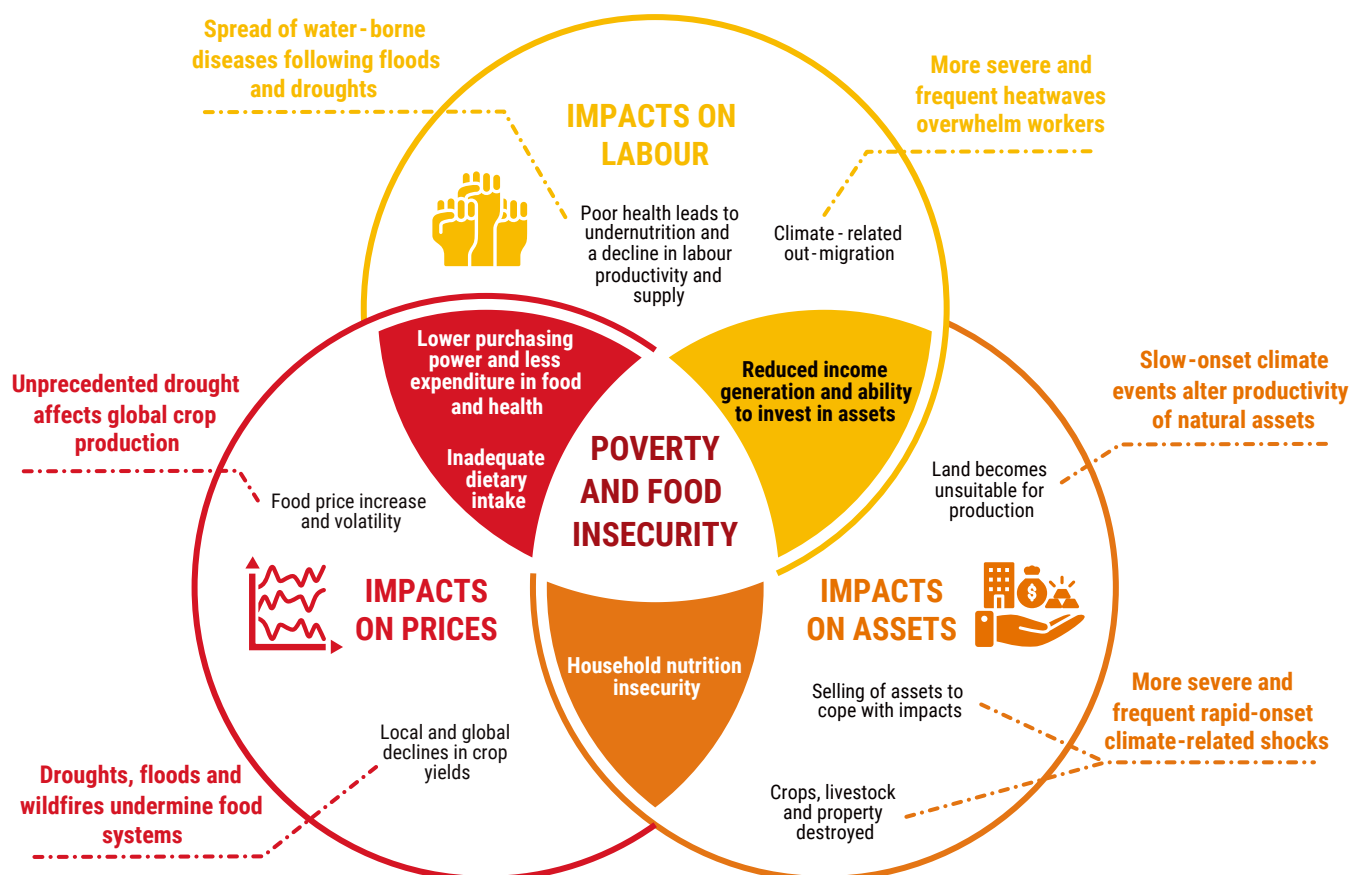 Spread of water-borne
diseases following floods
and droughts
More severe and
frequent heatwaves
overwhelm workers
IMPACTS ON
LABOUR
Poor health leads to
undernutrition and
a decline in labour
productivity and
supply
Climate-related
out-migration
Lower purchasing
power and less
expenditure in food
and health
Inadequate
dietary
intake
Reduced income
generation and ability
to invest in assets
POVERTY
AND FOOD
INSECURITY
Unprecedented drought
affects global crop
production
Food price increase
and volatility
IMPACTS
ON PRICES
Local and global
declines in crop
yields
Droughts, floods and
wildfires undermine food
systems
Household nutrition
insecurity
Slow-onset climate
events alter productivity
of natural assets
Land becomes
unsuitable for
production
IMPACTS
ON ASSETS
$
Selling of assets to
cope with impacts
More severe and
frequent rapid-onset
climate-related shocks
Crops, livestock
and property
destroyed